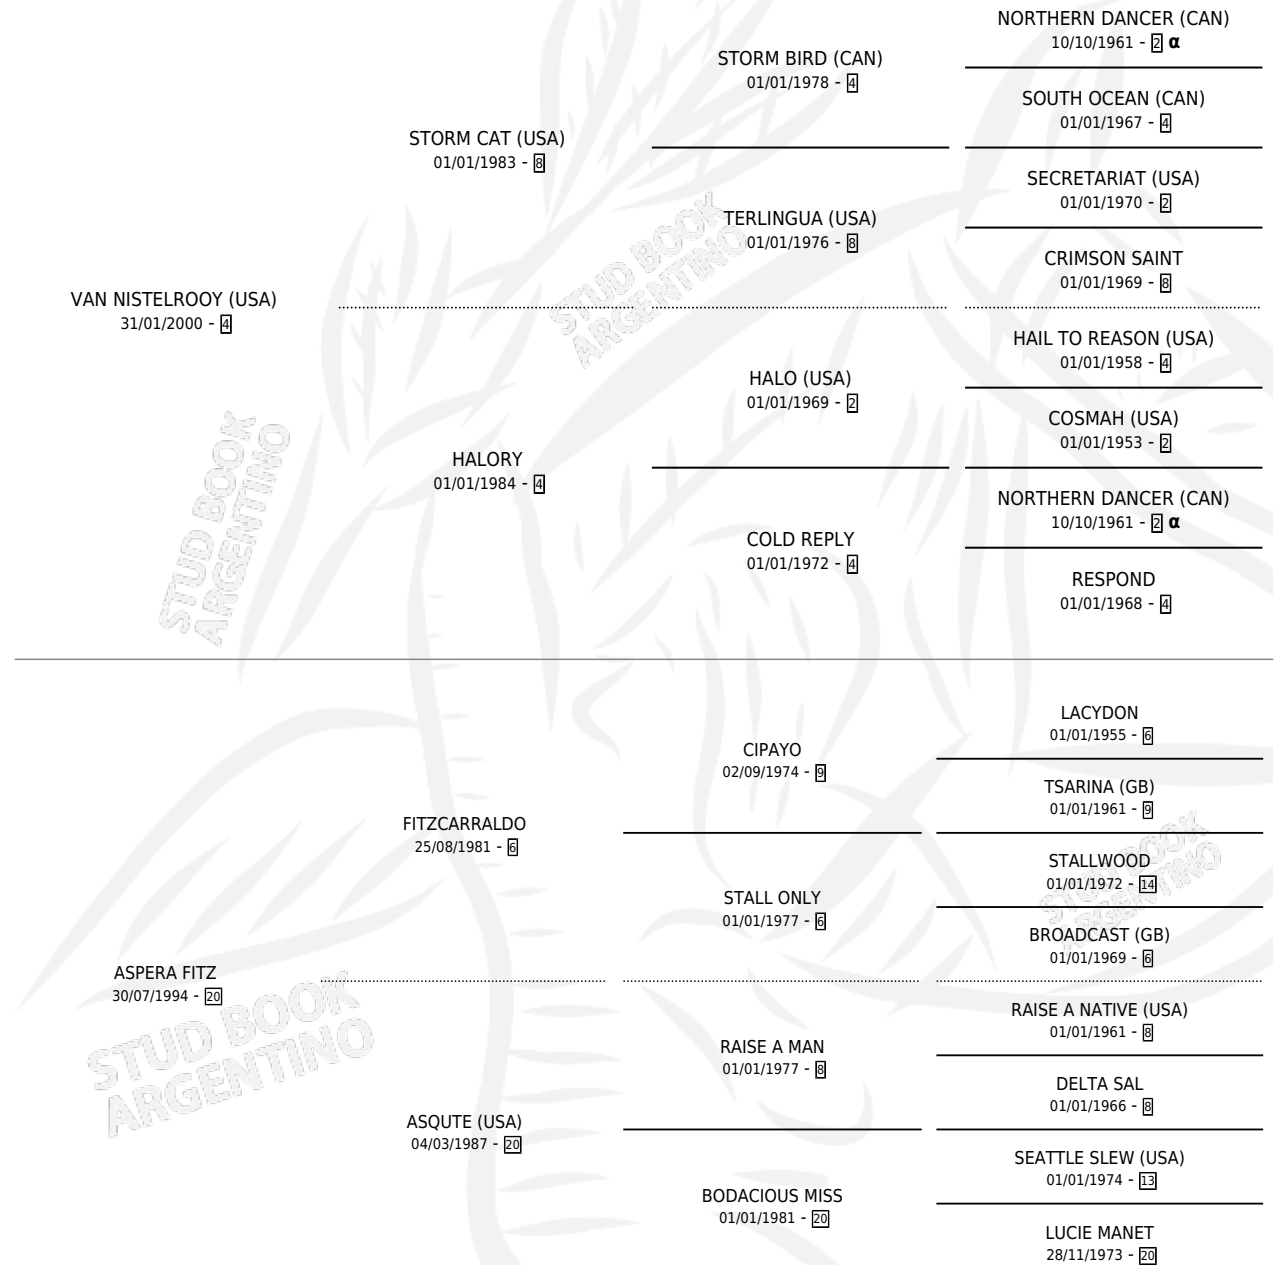 NORTHERN DANCER (CAN)
10/10/1961 - 2 α
STORM BIRD (CAN)
01/01/1978 - 4
SOUTH OCEAN (CAN)
01/01/1967 - 4
STORM CAT (USA)
01/01/1983 - 8
SECRETARIAT (USA)
01/01/1970 - 2
TERLINGUA (USA)
01/01/1976 - 8
CRIMSON SAINT
01/01/1969 - 8
VAN NISTELROOY (USA)
31/01/2000 - 4
HAIL TO REASON (USA)
01/01/1958 - 4
HALO (USA)
01/01/1969 - 2
COSMAH (USA)
01/01/1953 - 2
HALORY
01/01/1984 - 4
NORTHERN DANCER (CAN)
10/10/1961 - 2 α
COLD REPLY
01/01/1972 - 4
RESPOND
01/01/1968 - 4
LACYDON
01/01/1955 - 6
CIPAYO
02/09/1974 - 9
TSARINA (GB)
01/01/1961 - 9
FITZCARRALDO
25/08/1981 - 6
STALLWOOD
01/01/1972 - 14
STALL ONLY
01/01/1977 - 6
BROADCAST (GB)
01/01/1969 - 6
ASPERA FITZ
30/07/1994 - 20
RAISE A NATIVE (USA)
01/01/1961 - 8
RAISE A MAN
01/01/1977 - 8
DELTA SAL
01/01/1966 - 8
ASQUTE (USA)
04/03/1987 - 20
SEATTLE SLEW (USA)
01/01/1974 - 13
BODACIOUS MISS
01/01/1981 - 20
LUCIE MANET
28/11/1973 - 20
STUD BOOK
ARGENTINO
STUD BOOK
ARGENTINO
STUD BOOK
ARGENTINO
STUD BOOK
ARGENTINO